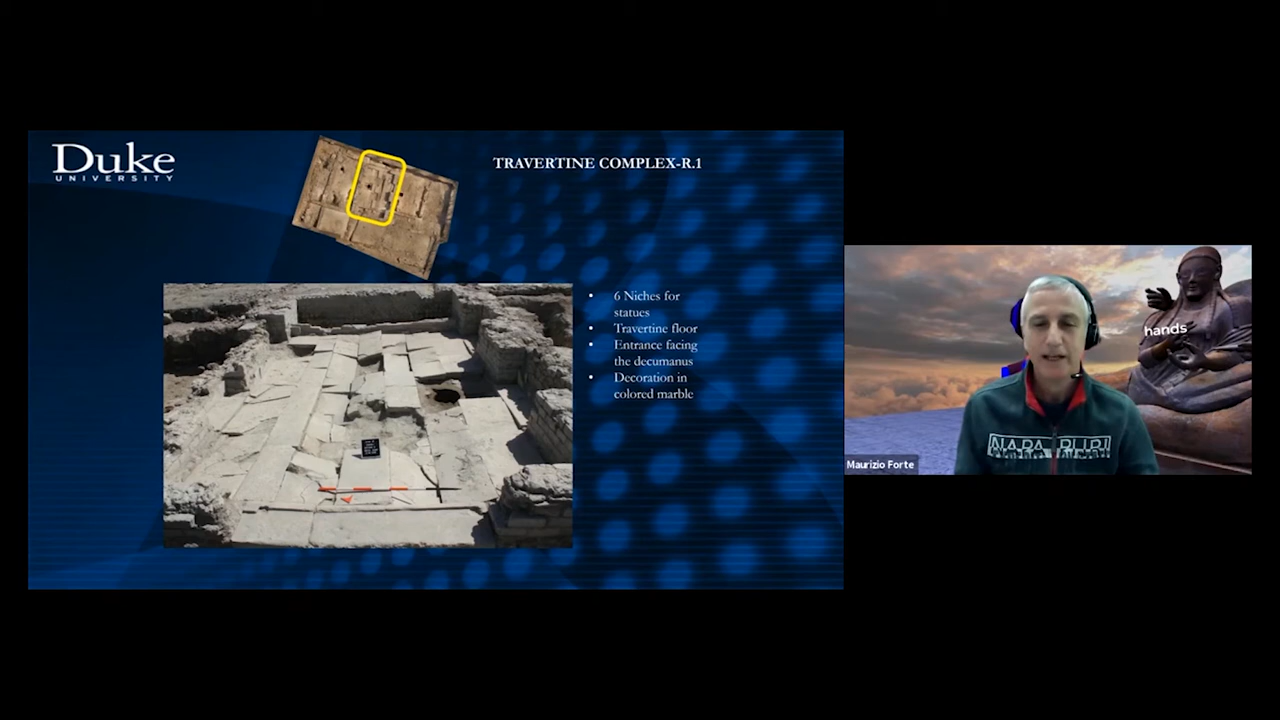 Duke
UNIVERSITY
TRAVERTINE COMPLEX-R.1
• 6 Niches for
statues
• Travertine floor
• Entrance facing
the decumanus
• Decoration in
colored marble
hands
Maurizio Forte